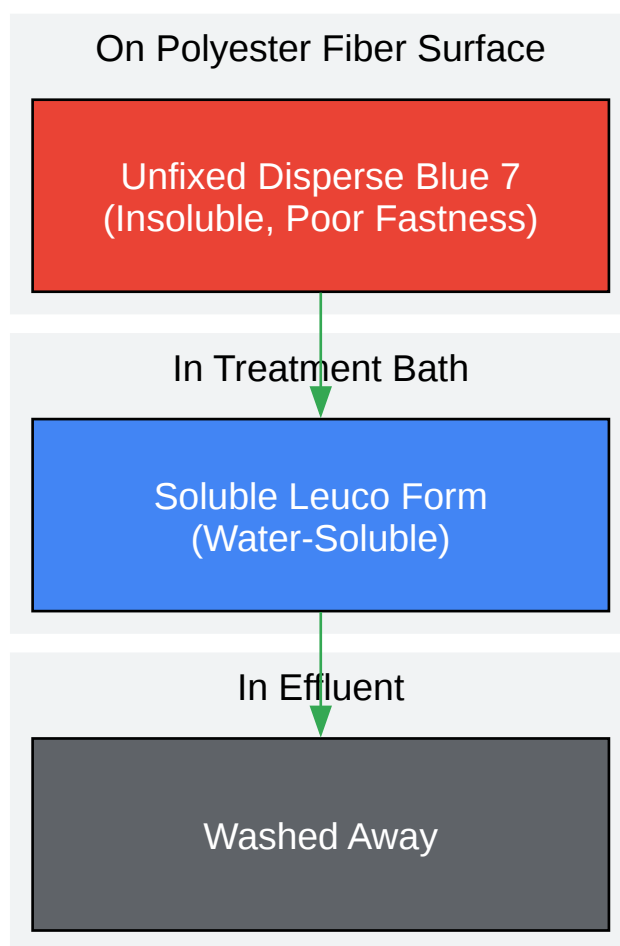 On Polyester Fiber Surface
Unfixed Disperse Blue 7
(Insoluble, Poor Fastness)
In Treatment Bath
Soluble Leuco Form
(Water-Soluble)
In Effluent
Washed Away